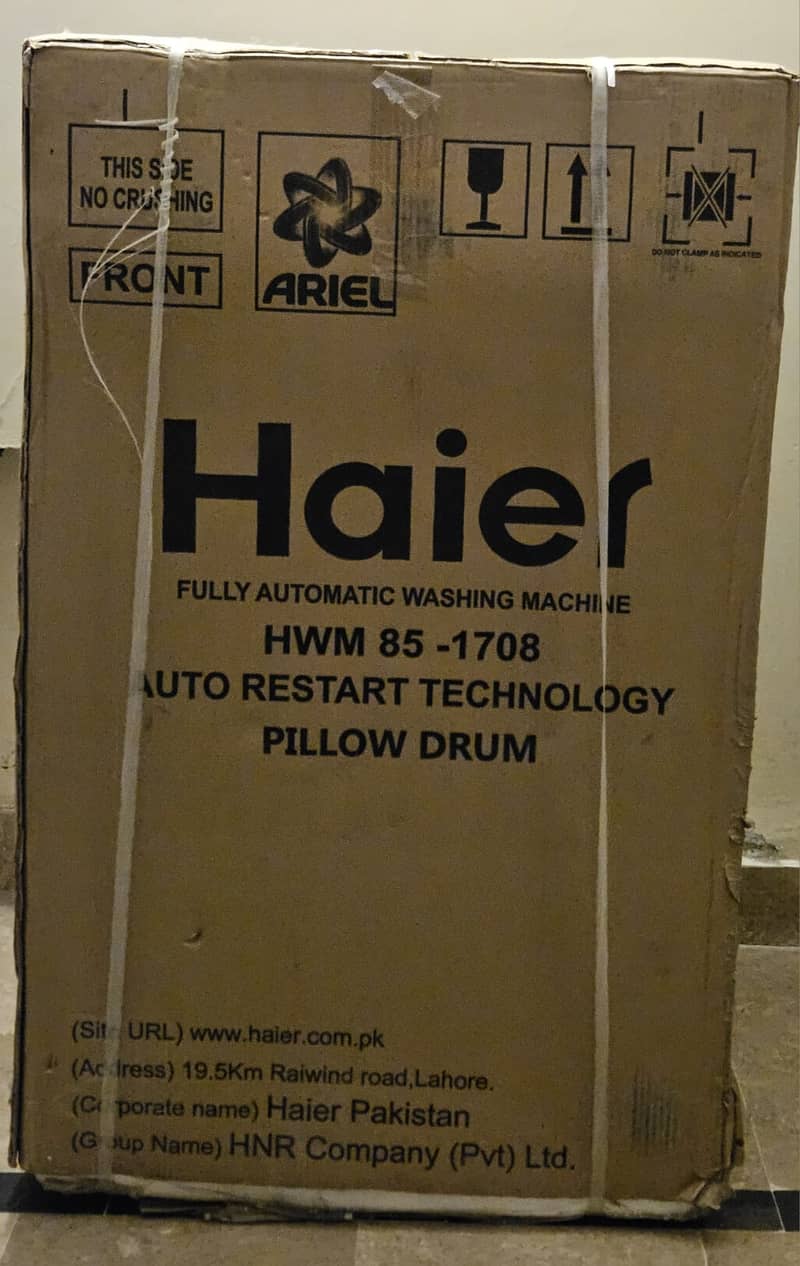 THIS SIDE
NO CRUSHING
FRONT
ARIEL
DO NOT CLAMP AS INDICATED
Haier
FULLY AUTOMATIC WASHING MACHINE
HWM 85 -1708
AUTO RESTART TECHNOLOGY
PILLOW DRUM
(Site URL) www.haier.com.pk
(Address) 19.5Km Raiwind road,Lahore.
(Corporate name) Haier Pakistan
(Group Name) HNR Company (Pvt) Ltd.